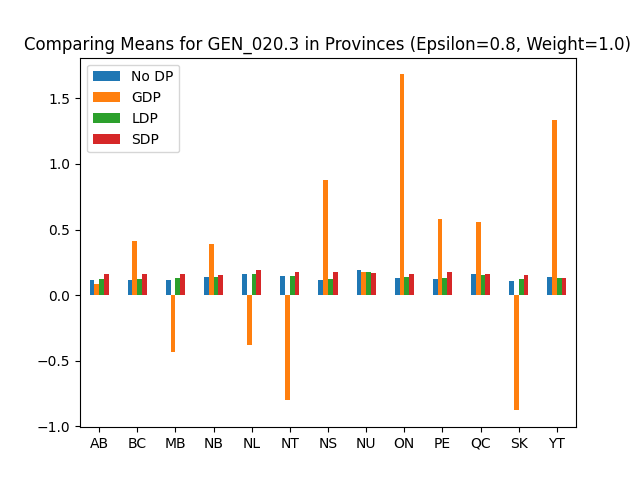 Comparing Means for GEN_020.3 in Provinces (Epsilon=0.8, Weight=1.0)
No DP
GDP
LDP
SDP
1.5
1.0
0.5
0.0
−0.5
−1.0
AB BC MB NB NL NT NS NU ON PE QC SK YT